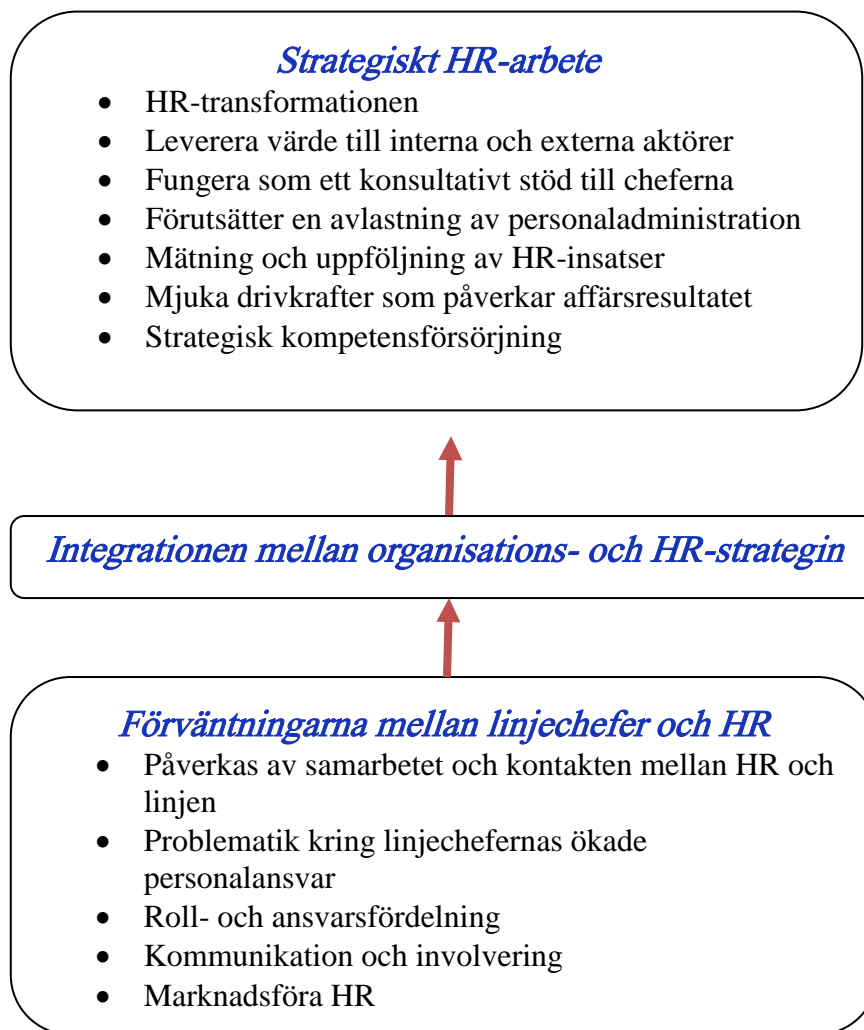 Strategiskt HR-arbete
• HR-transformationen
• Leverera värde till interna och externa aktörer
• Fungera som ett konsultativt stöd till cheferna
• Förutsätter en avlastning av personaladministration
• Mätning och uppföljning av HR-insatser
• Mjuka drivkrafter som påverkar affärsresultatet
• Strategisk kompetensförsörjning
Integrationen mellan organisations- och HR-strategin
Förväntningarna mellan linjechefer och HR
• Påverkas av samarbetet och kontakten mellan HR och
linjen
• Problematik kring linjechefernas ökade
personalansvar
• Roll- och ansvarsfördelning
• Kommunikation och involvering
• Marknadsföra HR